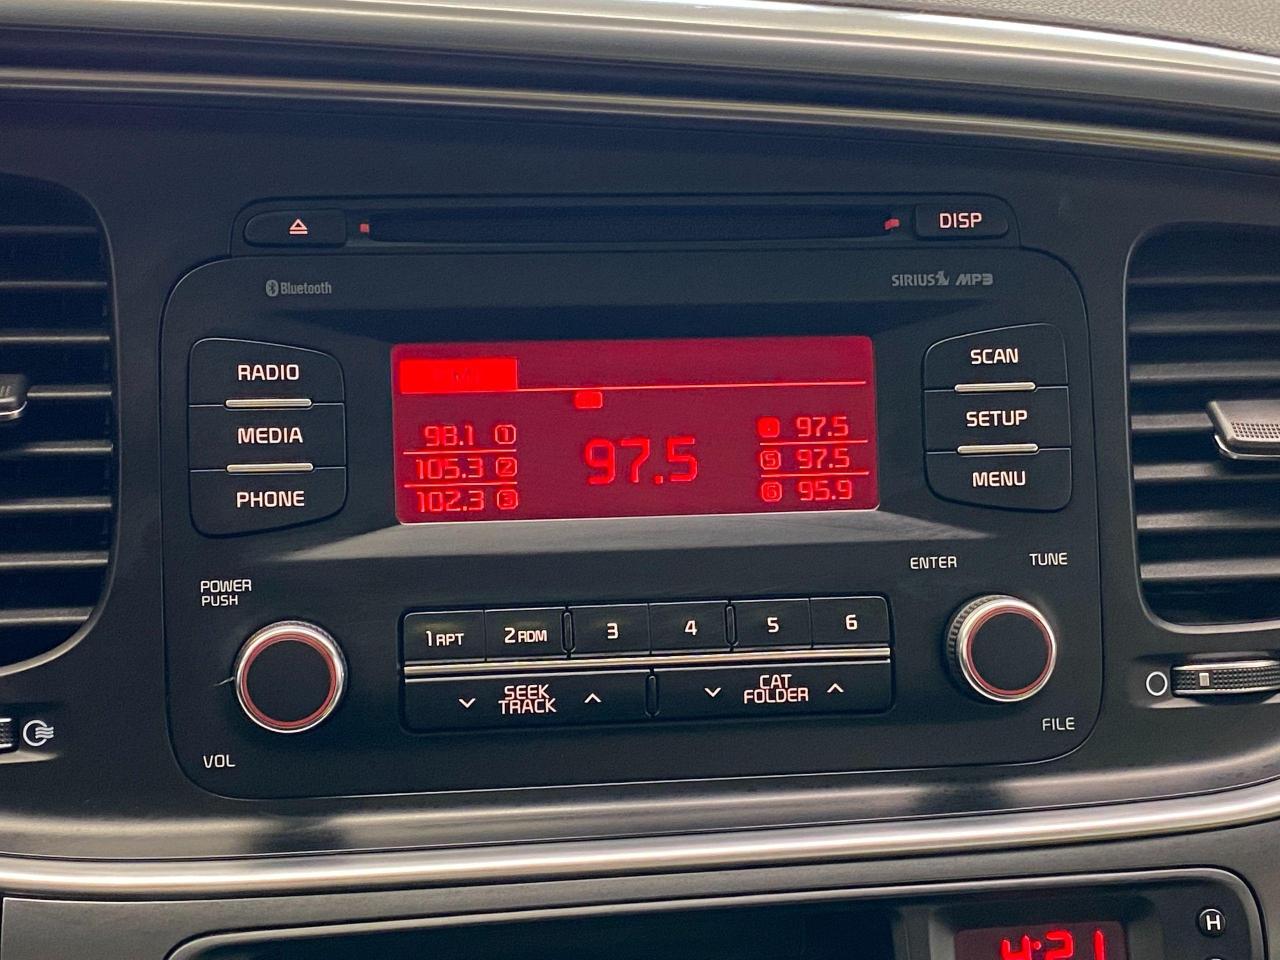 DISP
Bluetooth
SIRIUS MP3
RADIO
MEDIA
PHONE
98.1 1
105.3 2
102.3 3
97.5
97.5
5 97.5
6 95.9
SCAN
SETUP
MENU
POWER
PUSH
VOL
1 RPT
2 RDM
3
4
5
6
SEEK
TRACK
CAT
FOLDER
ENTER
TUNE
FILE
4:21
H